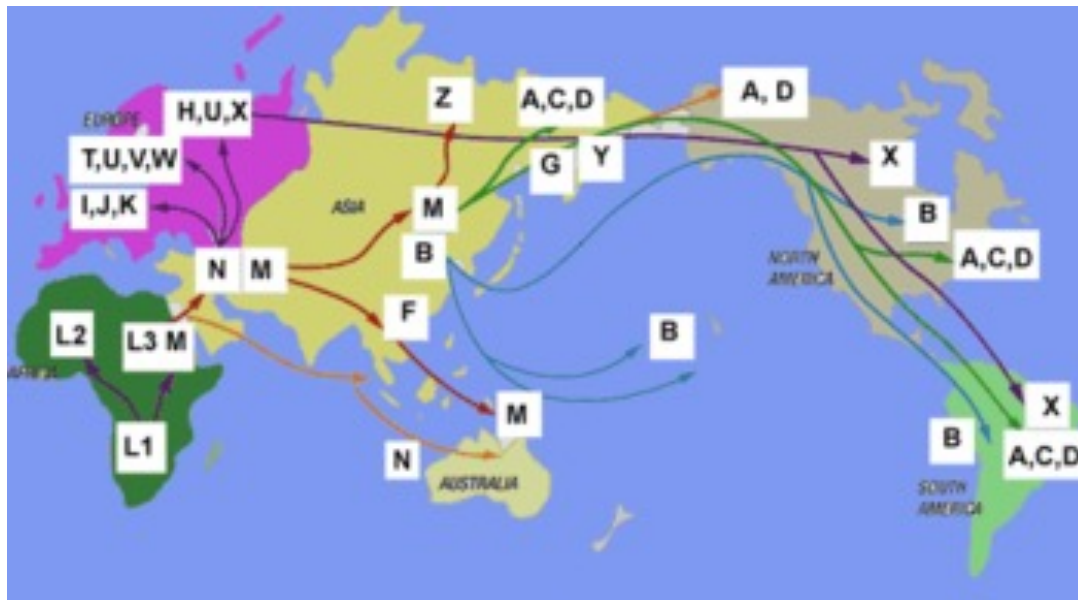 Z
A,C,D
A, D
H,U,X
EUROPE
T,U,V,W
G
Y
X
I,J,K
ASIA
M
B
B
N M
NORTH
AMERICA
A,C,D
F
L2
L3 M
B
M
X
L1
N
B
A,C,D
AUSTRALIA
SOUTH
AMERICA